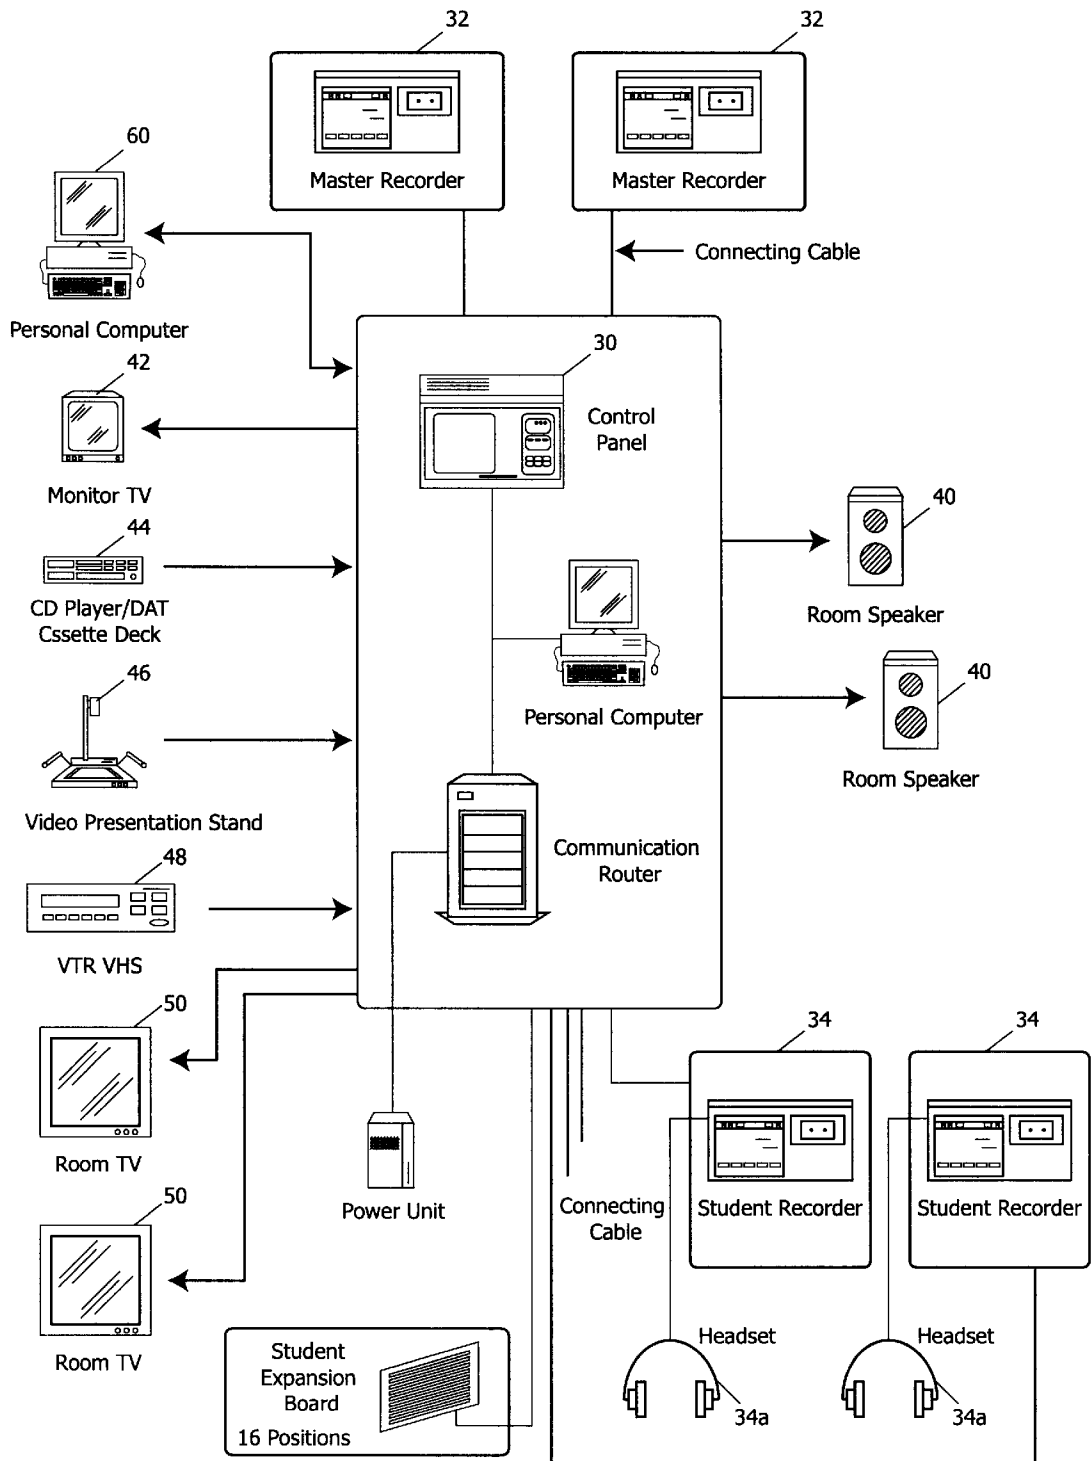 32
32
Master Recorder
Master Recorder
60
Connecting Cable
Personal Computer
30
42
Control
Panel
Monitor TV
44
40
CD Player/DAT
Cssette Deck
Room Speaker
46
40
Personal Computer
Room Speaker
Video Presentation Stand
48
Communication
Router
VTR VHS
50
34
34
Room TV
50
Power Unit
Connecting
Cable
Student Recorder
Student Recorder
Room TV
Student
Expansion
Board
16 Positions
Headset
Headset
34a
34a